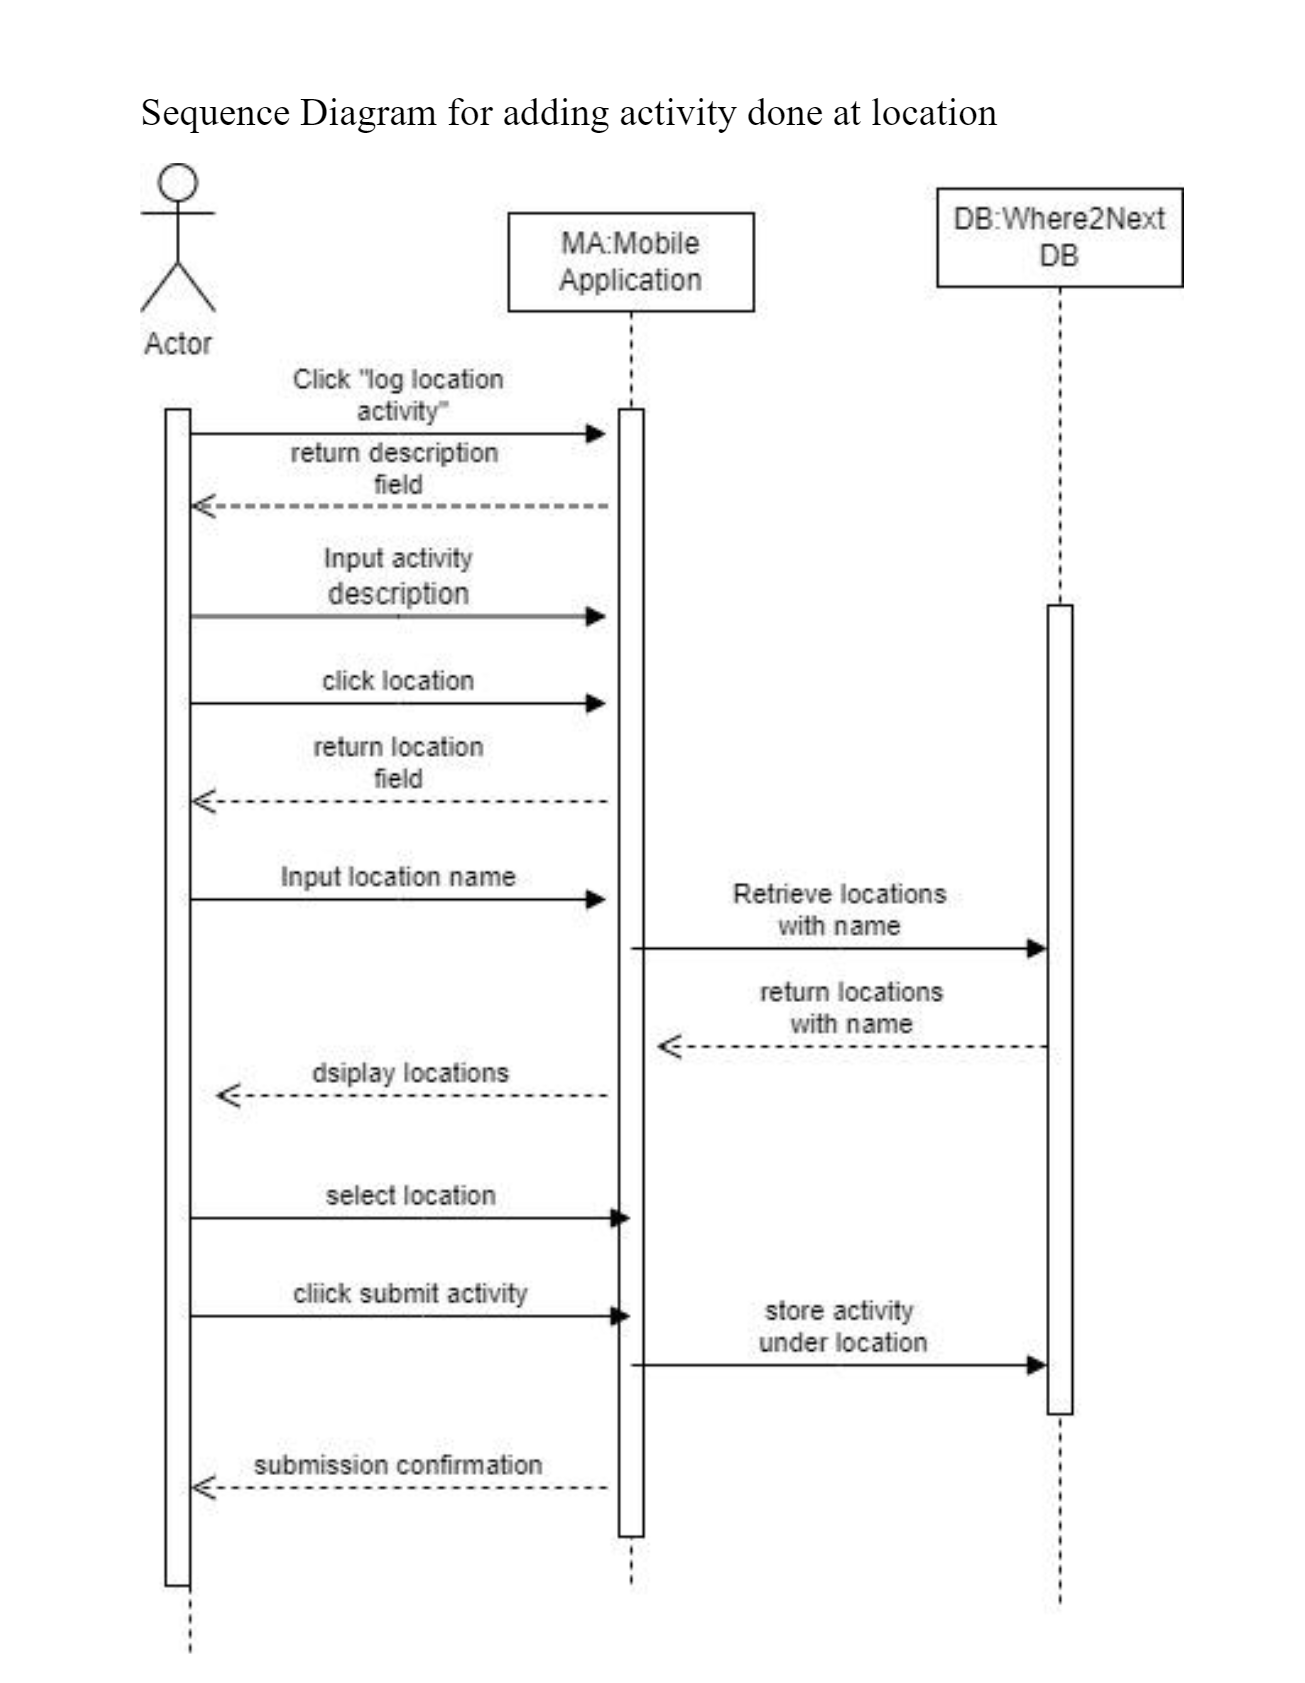 Sequence Diagram for adding activity done at location
DB:Where2Next
DB
MA:Mobile
Application
Actor
Click "log location
activity"
return description
field
Input activity
description
click location
return location
field
Input location name
Retrieve locations
with name
return locations
with name
dsiplay locations
select location
cliick submit activity
store activity
under location
submission confirmation